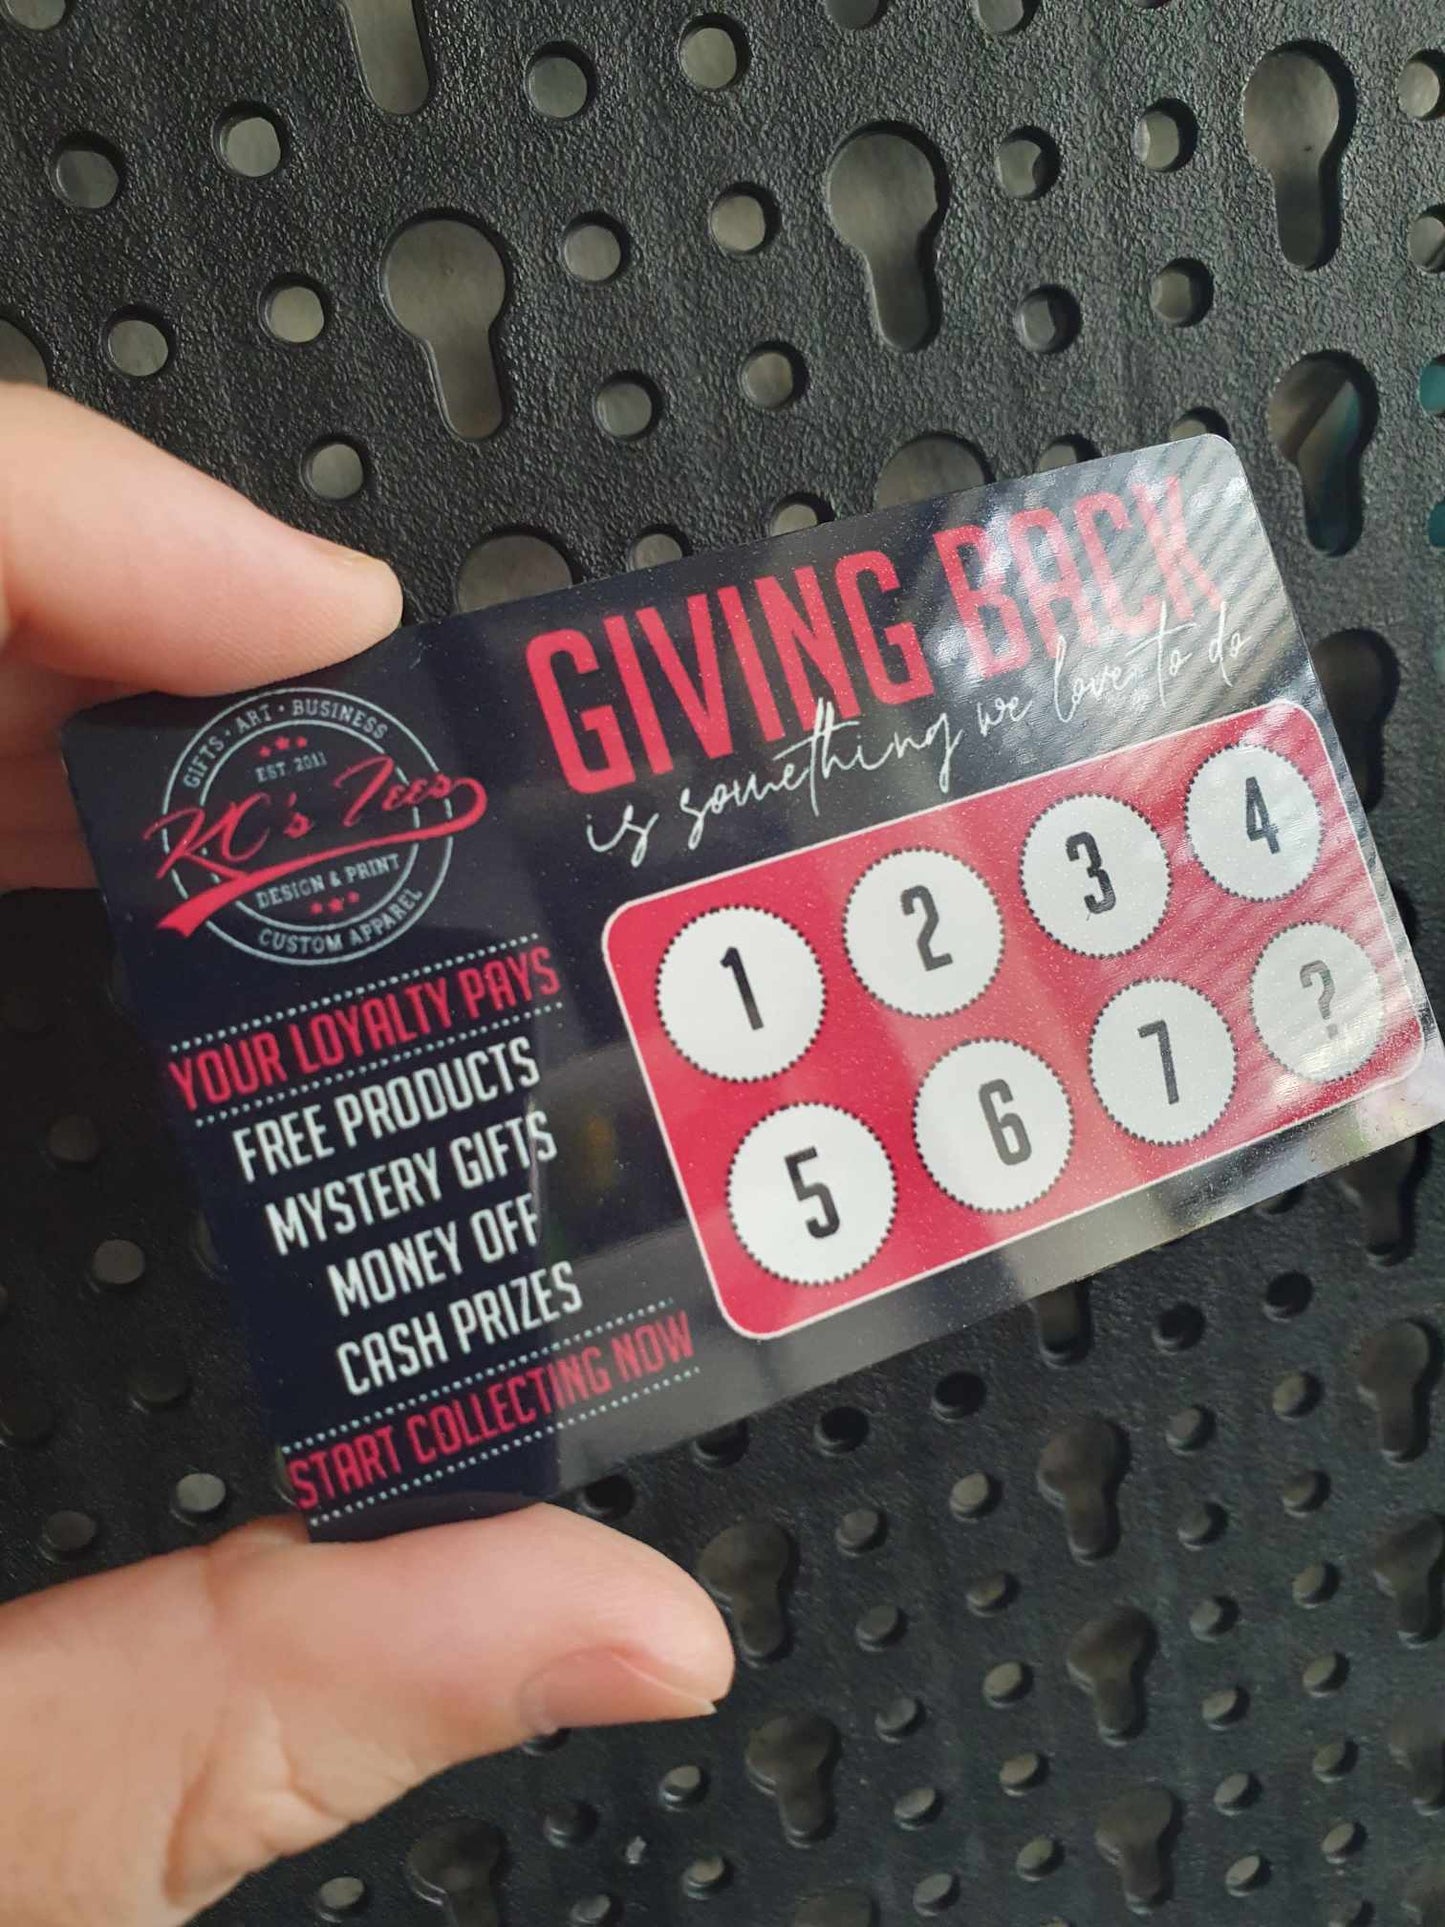 GIVING BACK
is something we love to do
GIFTS · ART · BUSINESS
EST. 2011
KC's Tees
DESIGN & PRINT
CUSTOM APPAREL
YOUR LOYALTY PAYS
FREE PRODUCTS
MYSTERY GIFTS
MONEY OFF
CASH PRIZES
START COLLECTING NOW
1 2 3 4
5 6 7 ?